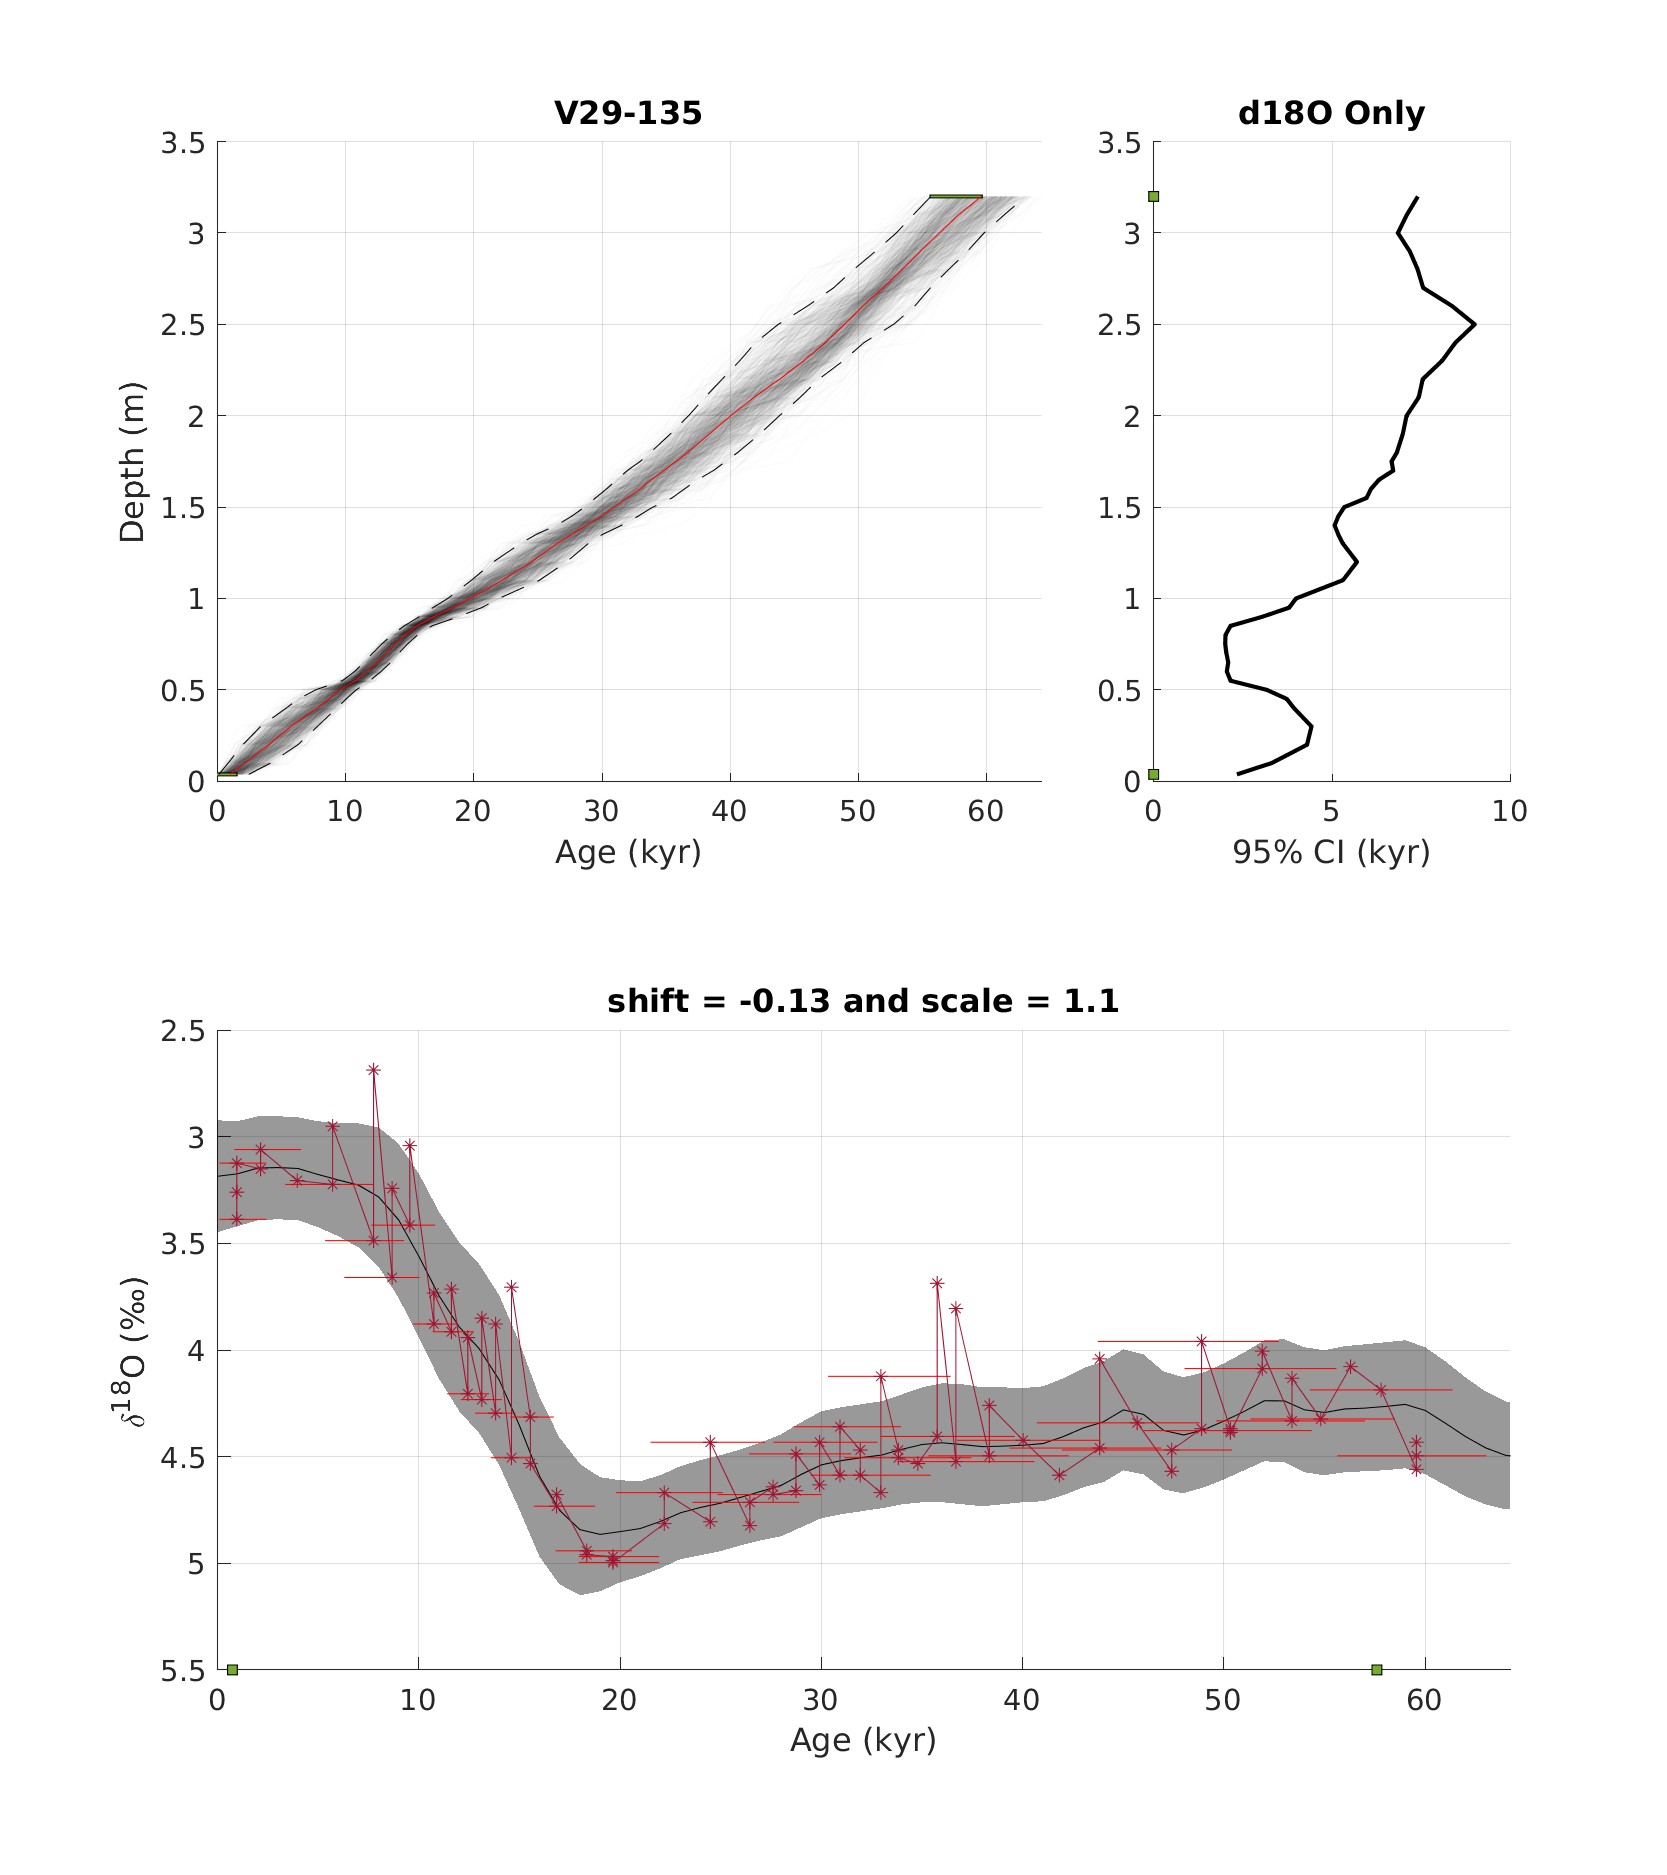 V29-135
d18O Only
3.5
3
2.5
2
1.5
1
0.5
0
Depth (m)
0 10 20 30 40 50 60
Age (kyr)
3.5
3
2.5
2
1.5
1
0.5
0
0 5 10
95% CI (kyr)
shift = -0.13 and scale = 1.1
2.5
3
3.5
4
4.5
5
5.5
δ18O (‰)
0 10 20 30 40 50 60
Age (kyr)